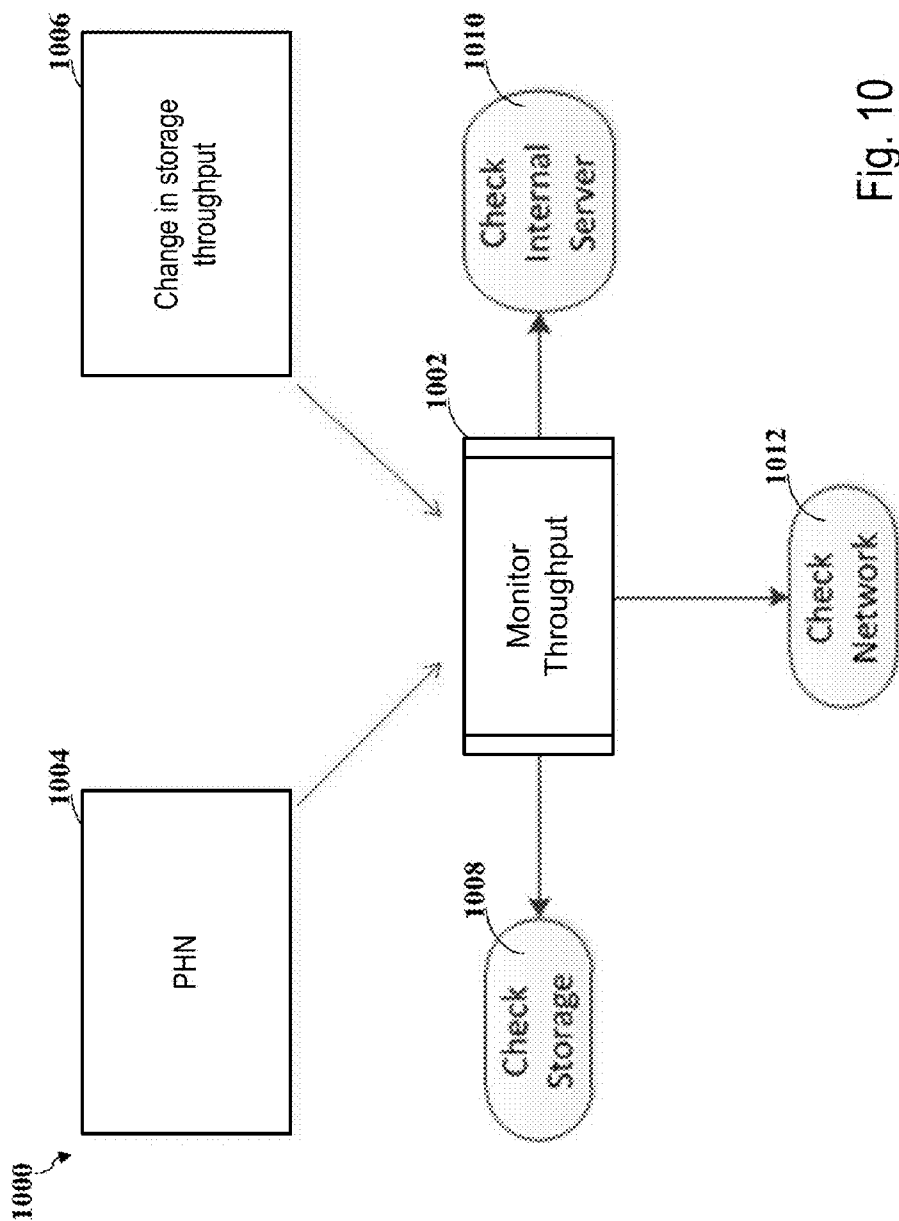 1000
1004
PHN
1006
Change in storage
throughput
1002
Monitor
Throughput
1008
Check
Storage
1010
Check
Internal
Server
1012
Check
Network
Fig. 10